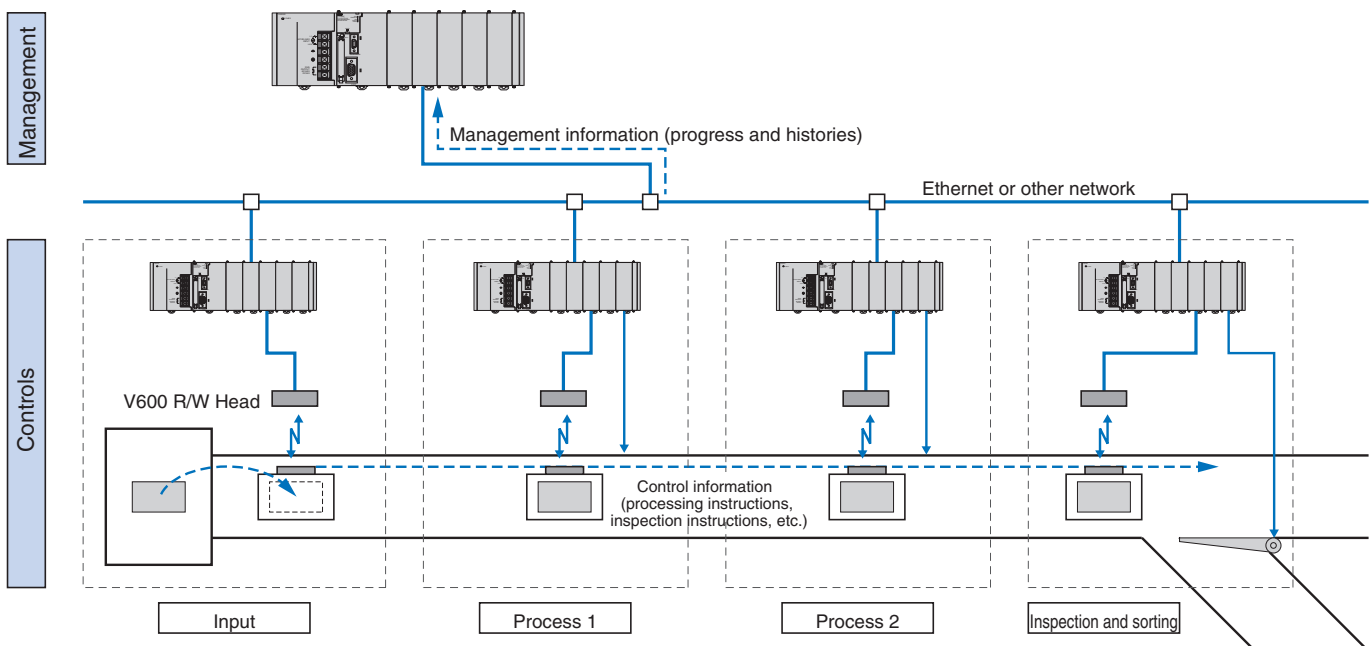 Management
Management information (progress and histories)
Ethernet or other network
Controls
V600 R/W Head
Control information
(processing instructions,
inspection instructions, etc.)
Input
Process 1
Process 2
Inspection and sorting